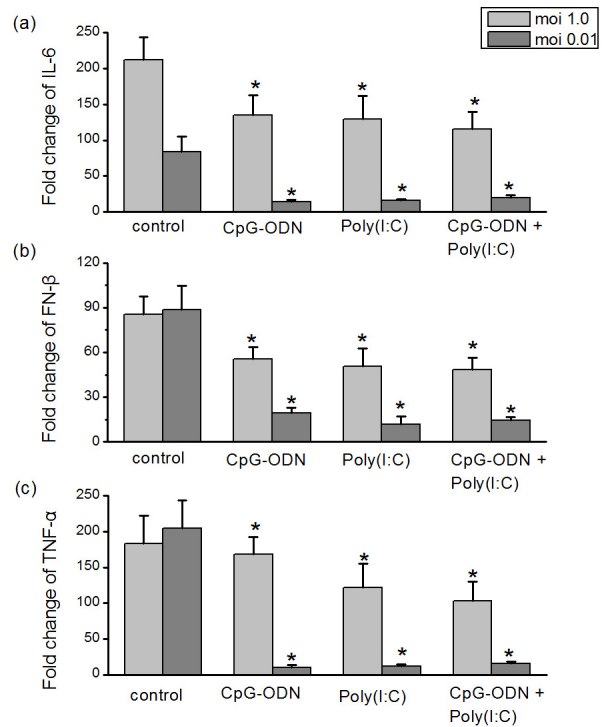 (a)
moi 1.0
moi 0.01
Fold change of IL-6
250
200
150
100
50
0
* * *
* * *
control CpG-ODN Poly(I:C) CpG-ODN +
Poly(I:C)
(b)
Fold change of FN-β
120
90
60
30
0
* * *
* * *
control CpG-ODN Poly(I:C) CpG-ODN +
Poly(I:C)
(c)
Fold change of TNF-α
250
200
150
100
50
0
* * *
* * *
control CpG-ODN Poly(I:C) CpG-ODN +
Poly(I:C)